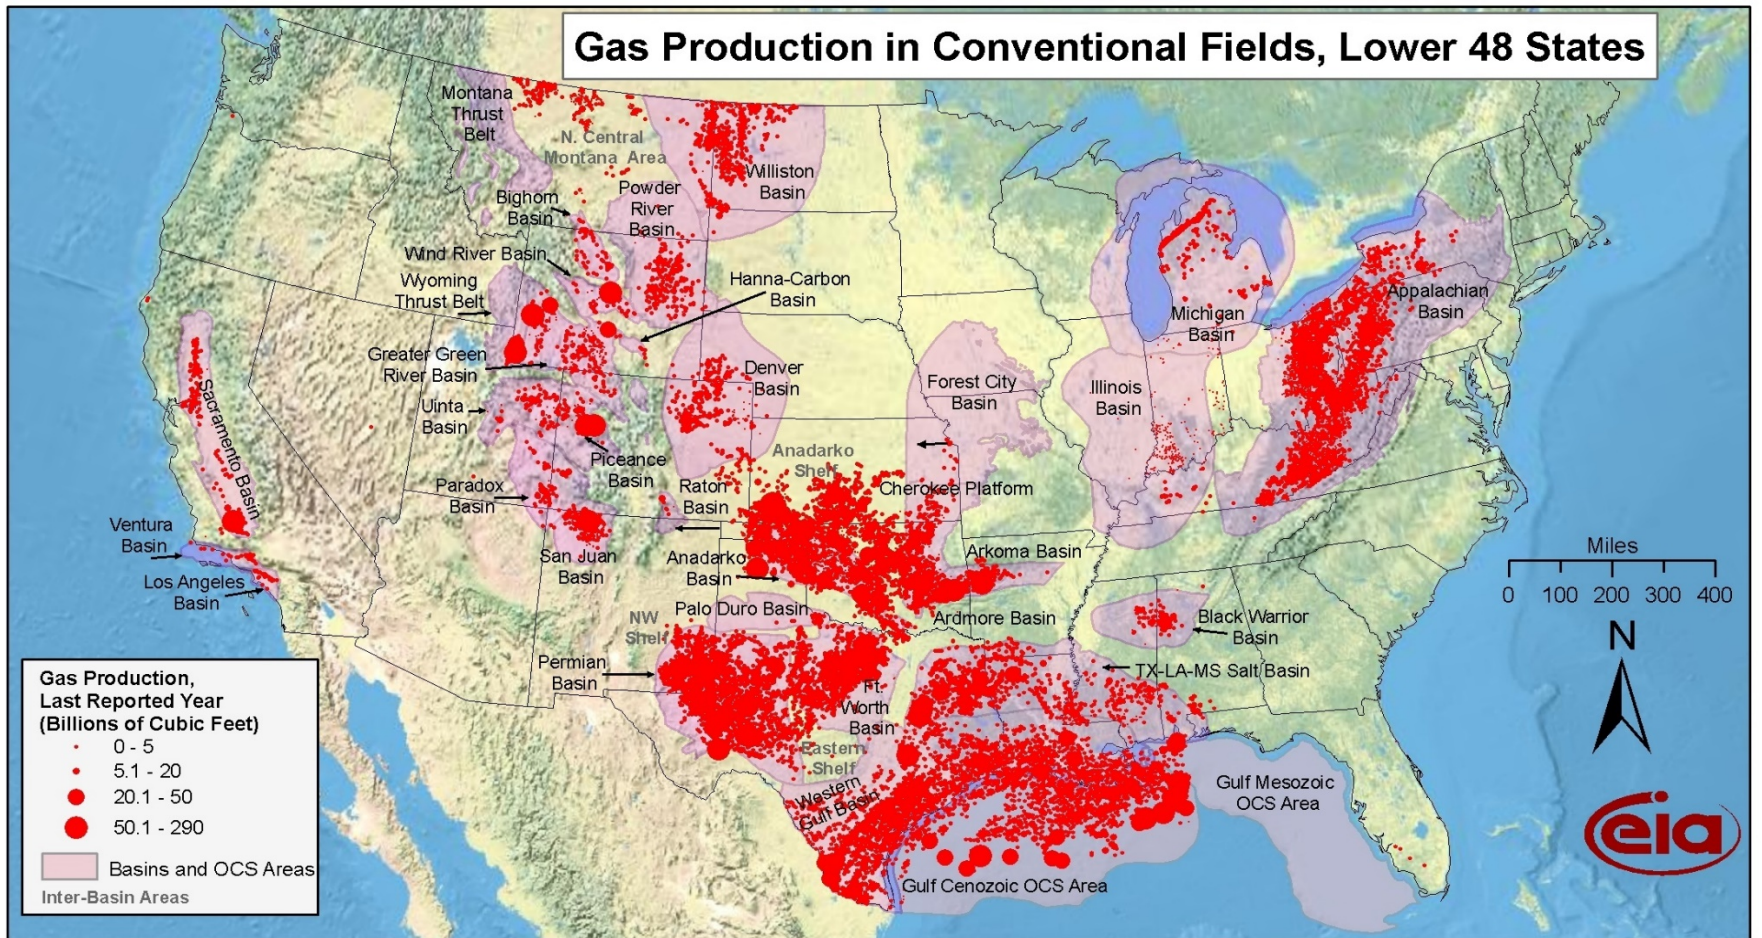 Gas Production in Conventional Fields, Lower 48 States
Montana
Thrust
Belt
N. Central
Montana Area
Williston
Basin
Powder
River
Basin
Bighorn
Basin
Wind River Basin
Wyoming
Thrust Belt
Hanna-Carbon
Basin
Greater Green
River Basin
Denver
Basin
Uinta
Basin
Piceance
Basin
Paradox
Basin
Raton
Basin
San Juan
Basin
Sacramento Basin
Ventura
Basin
Los Angeles
Basin
Forest City
Basin
Illinois
Basin
Michigan
Basin
Appalachian
Basin
Anadarko
Shelf
Cherokee Platform
Anadarko
Basin
Arkoma Basin
Palo Duro Basin
Ardmore Basin
NW
Shelf
Permian
Basin
Ft.
Worth
Basin
Eastern
Shelf
Western
Gulf Basin
Black Warrior
Basin
TX-LA-MS Salt Basin
Gulf Mesozoic
OCS Area
Gulf Cenozoic OCS Area
Miles
0 100 200 300 400
N
eia
Gas Production,
Last Reported Year
(Billions of Cubic Feet)
0 - 5
5.1 - 20
20.1 - 50
50.1 - 290
Basins and OCS Areas
Inter-Basin Areas